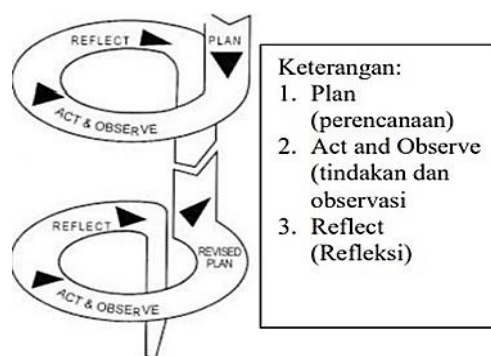 REFLECT
PLAN
ACT & OBSERVE
REFLECT
REVISED
PLAN
ACT & OBSERVE
Keterangan:
1. Plan
(perencanaan)
2. Act and Observe
(tindakan dan
observasi
3. Reflect
(Refleksi)